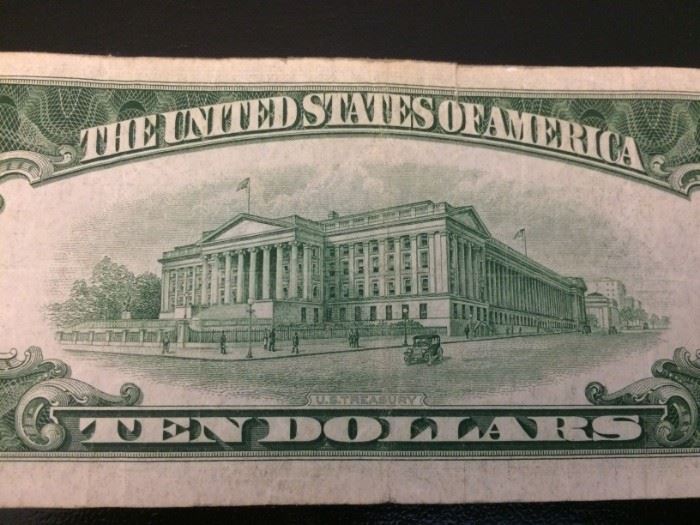 THE UNITED STATES OF AMERICA
U.S. TREASURY
TEN DOLLARS